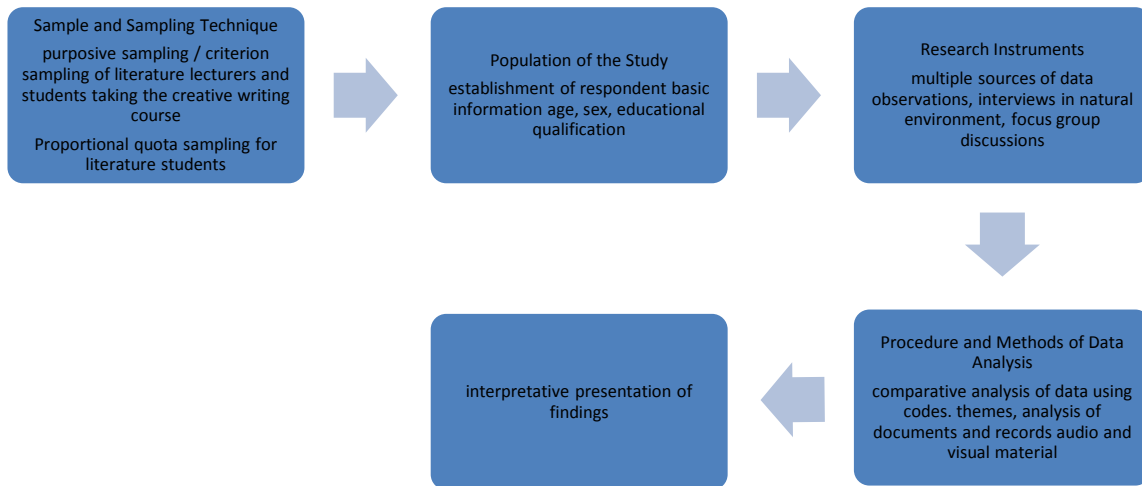 Sample and Sampling Technique
purposive sampling / criterion
sampling of literature lecturers and
students taking the creative writing
course
Proportional quota sampling for
literature students
Population of the Study
establishment of respondent basic
information age, sex, educational
qualification
Research Instruments
multiple sources of data
observations, interviews in natural
environment, focus group
discussions
Procedure and Methods of Data
Analysis
comparative analysis of data using
codes. themes, analysis of
documents and records audio and
visual material
interpretative presentation of
findings